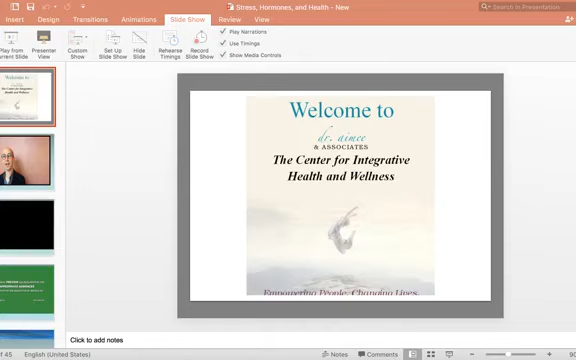 Stress, Hormones, and Health - New
Search in Presentation
Insert Design Transitions Animations Slide Show Review View
Play from
Current Slide
Presenter
View
Custom
Show
Set Up
Slide Show
Hide
Slide
Rehearse
Timings
Record
Slide Show
Play Narrations
Use Timings
Show Media Controls
Welcome to
dr. aimee
& ASSOCIATES
The Center for Integrative
Health and Wellness
Empowering People, Changing Lives
Click to add notes
of 45 English (United States) Notes Comments